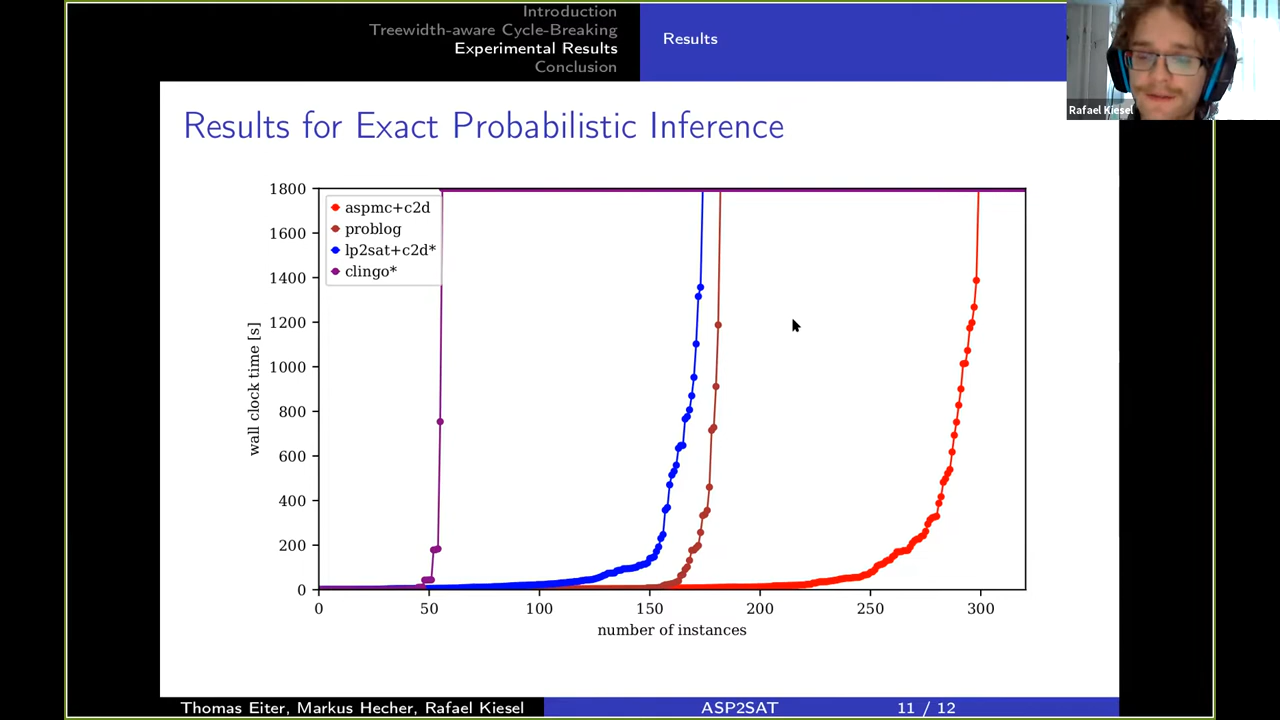 Introduction
Treewidth-aware Cycle-Breaking
Experimental Results
Conclusion
Results
Rafael Kiesel
Results for Exact Probabilistic Inference
1800
1600
1400
1200
1000
800
600
400
200
0
wall clock time [s]
aspmc+c2d
problog
lp2sat+c2d*
clingo*
0 50 100 150 200 250 300
number of instances
Thomas Eiter, Markus Hecher, Rafael Kiesel ASP2SAT 11 / 12